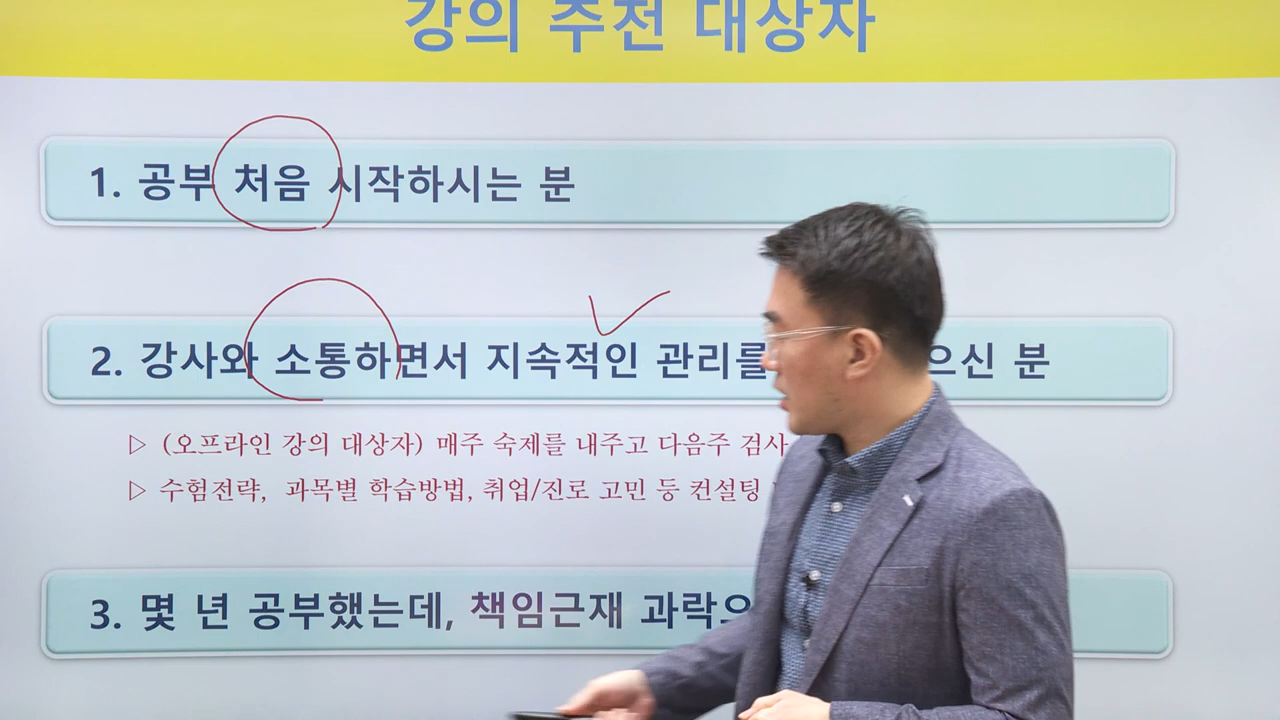 강의 추천 대상자
1. 공부 처음 시작하시는 분
2. 강사와 소통하면서 지속적인 관리를 으신 분
▷ (오프라인 강의 대상자) 매주 숙제를 내주고 다음주 검사
▷ 수험전략, 과목별 학습방법, 취업/진로 고민 등 컨설팅
3. 몇 년 공부했는데, 책임근재 과락으